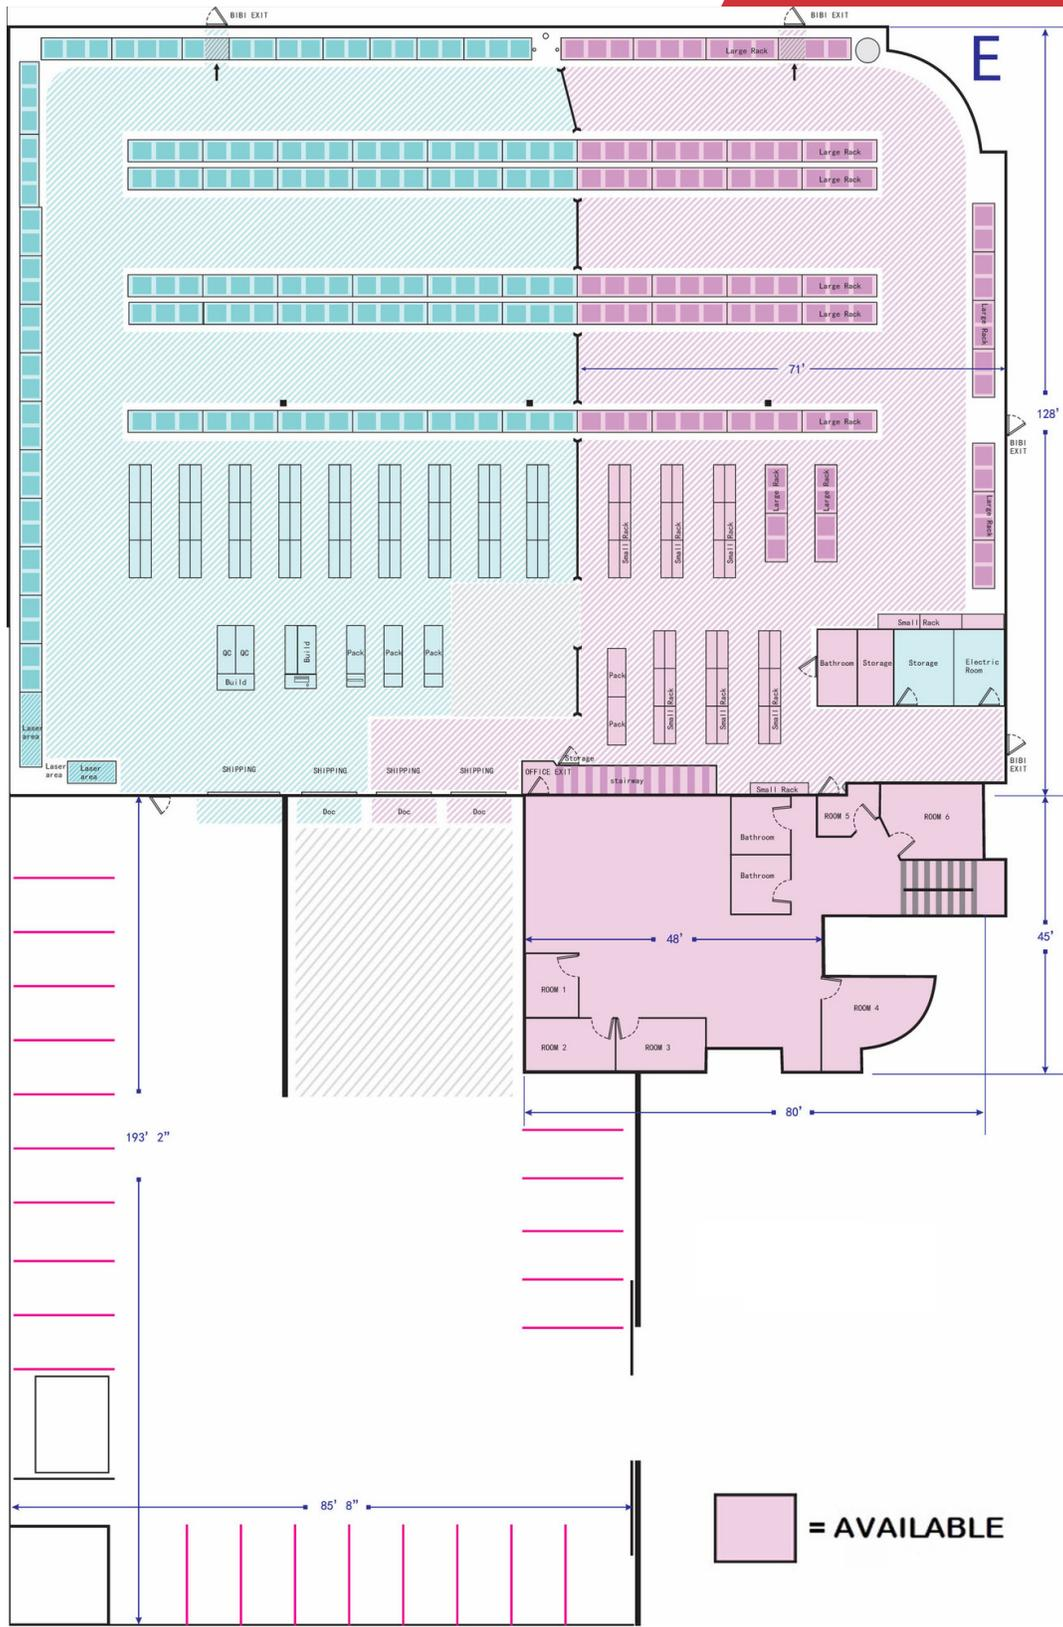 BIBI EXIT
BIBI EXIT
E
Large Rack
Large Rack
Large Rack
Large Rack
Large Rack
Large Rack
71'
128'
Large Rack
BIBI
EXIT
Large Rack
Large Rack
Large Rack
Small Rack
Small Rack
Small Rack
Small Rack
QC
QC
Build
Build
Pack
Pack
Pack
Pack
Pack
Small Rack
Small Rack
Small Rack
Bathroom
Storage
Storage
Electric
Room
Laser
area
Laser
area
Laser
area
SHIPPING
SHIPPING
SHIPPING
SHIPPING
Storage
OFFICE EXIT
stairway
Small Rack
BIBI
EXIT
Doc
Doc
Doc
Bathroom
Bathroom
ROOM 5
ROOM 6
48'
45'
ROOM 1
ROOM 2
ROOM 3
ROOM 4
80'
193' 2"
85' 8"
= AVAILABLE